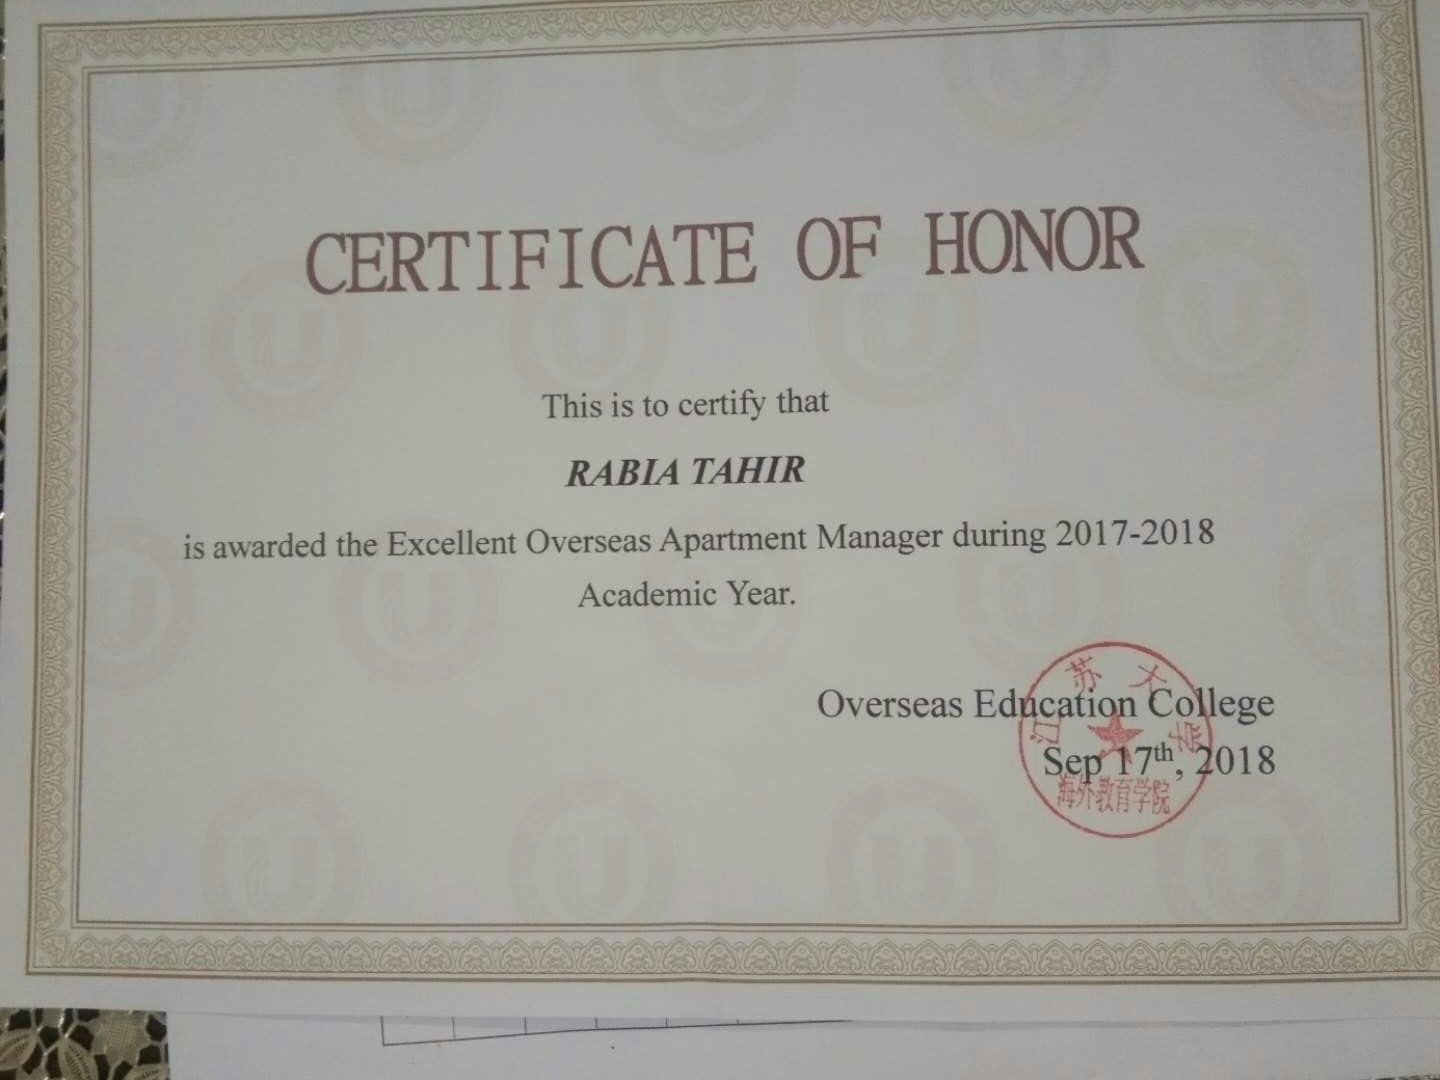 CERTIFICATE OF HONOR
This is to certify that
RABIA TAHIR
is awarded the Excellent Overseas Apartment Manager during 2017-2018
Academic Year.
Overseas Education College
Sep 17th, 2018
江苏大学
海外教育学院